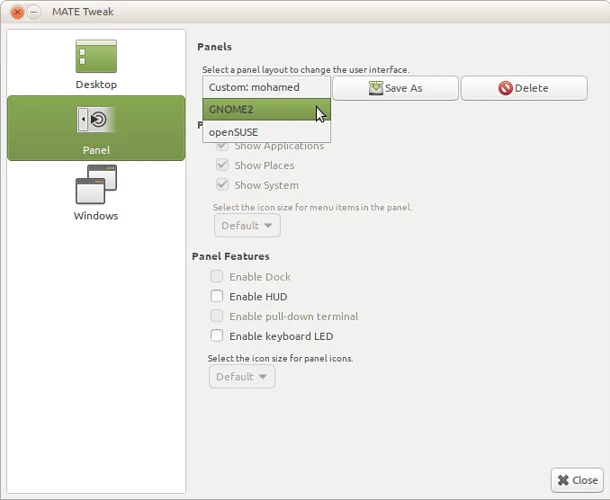 MATE Tweak
Desktop
Panel
Windows
Panels
Select a panel layout to change the user interface.
Custom: mohamed
GNOME2
openSUSE
Save As
Delete
P
Show Applications
Show Places
Show System
Select the icon size for menu items in the panel.
Default
Panel Features
Enable Dock
Enable HUD
Enable pull-down terminal
Enable keyboard LED
Select the icon size for panel icons.
Default
Close